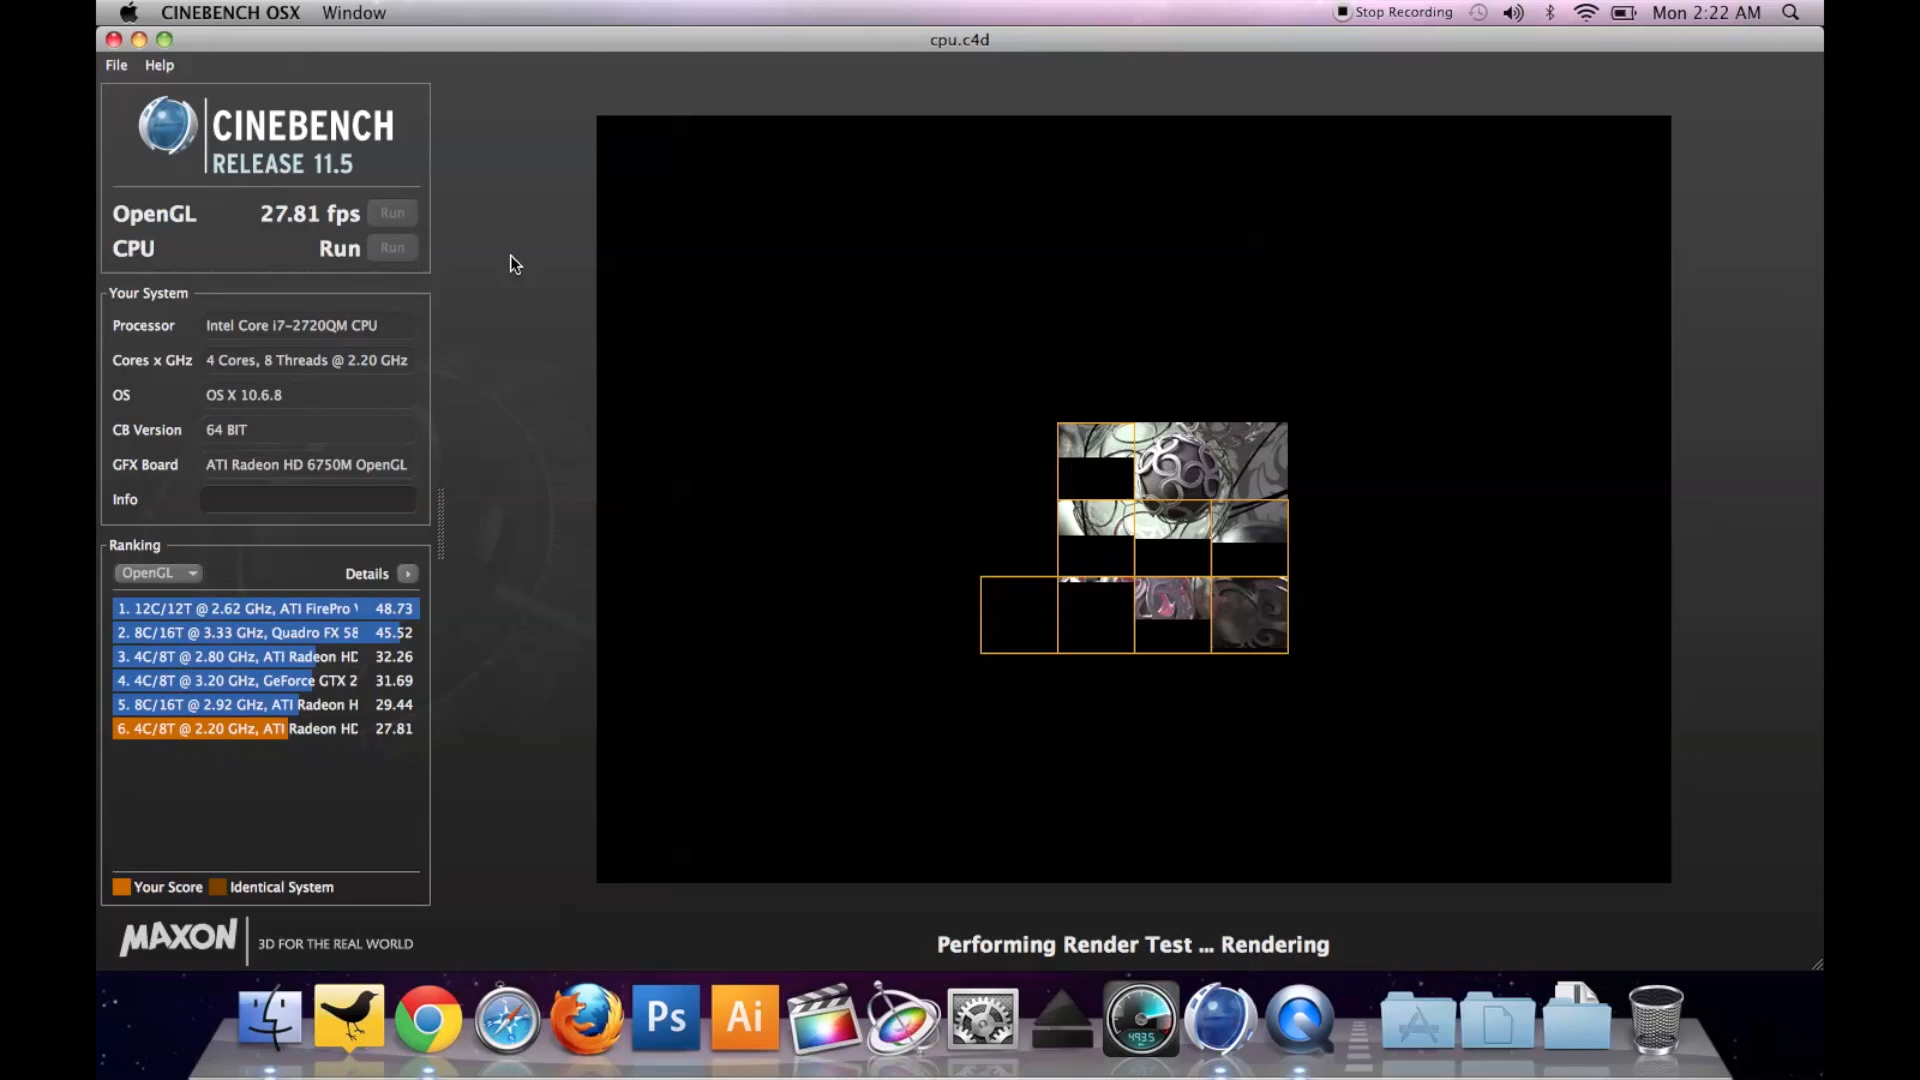 CINEBENCH OSX Window
Stop Recording
Mon 2:22 AM
cpu.c4d
File Help
CINEBENCH
RELEASE 11.5
OpenGL 27.81 fps Run
CPU Run Run
Your System
Processor Intel Core i7-2720QM CPU
Cores x GHz 4 Cores, 8 Threads @ 2.20 GHz
OS OS X 10.6.8
CB Version 64 BIT
GFX Board ATI Radeon HD 6750M OpenGL
Info
Ranking
OpenGL Details
1. 12C/12T @ 2.62 GHz, ATI FirePro 48.73
2. 8C/16T @ 3.33 GHz, Quadro FX 58 45.52
3. 4C/8T @ 2.80 GHz, ATI Radeon HD 32.26
4. 4C/8T @ 3.20 GHz, GeForce GTX 2 31.69
5. 8C/16T @ 2.92 GHz, ATI Radeon H 29.44
6. 4C/8T @ 2.20 GHz, ATI Radeon HD 27.81
Your Score Identical System
MAXON 3D FOR THE REAL WORLD
Performing Render Test ... Rendering
Ps
Ai
493.5